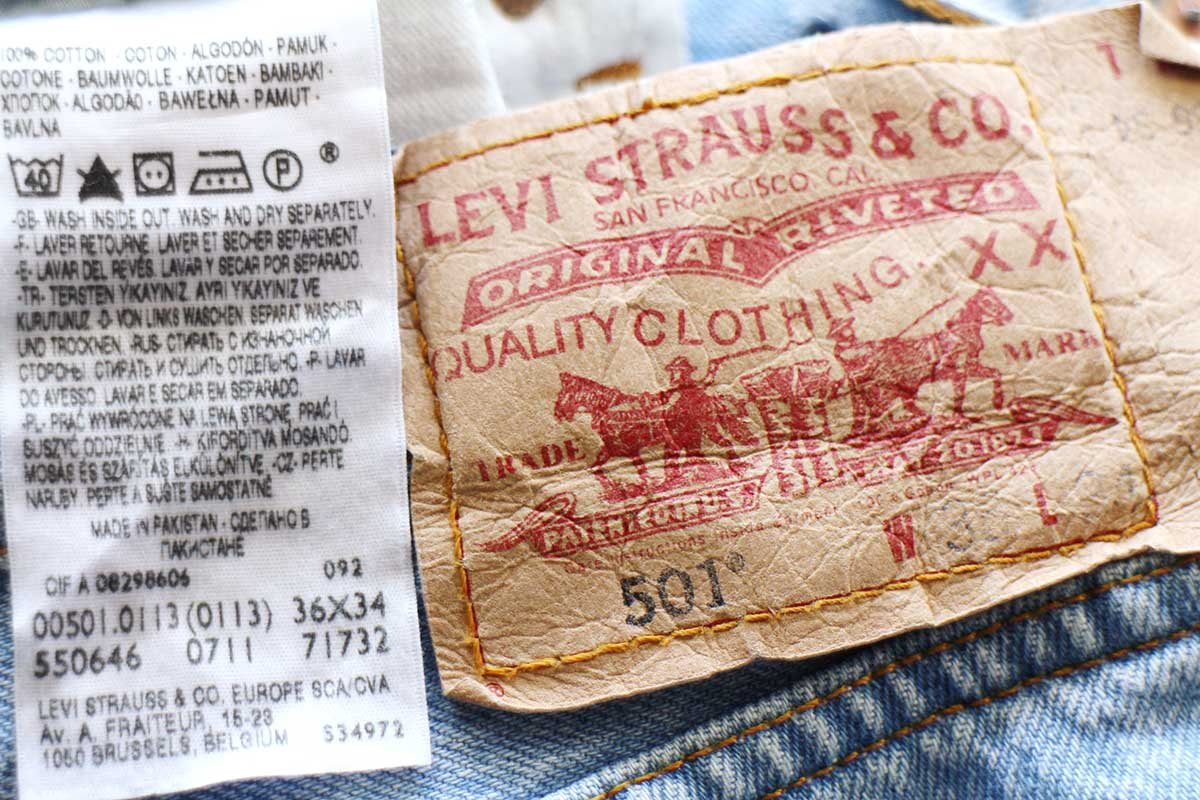 100% COTTON · COTON · ALGODÓN · PAMUK ·
COTONE · BAUMWOLLE · KATOEN · BAMBAKI ·
ХЛОПОК · ALGODÃO · BAWEŁNA · PAMUT ·
BAVLNA
40 P ®
-GB- WASH INSIDE OUT. WASH AND DRY SEPARATELY.
-F- LAVER RETOURNE, LAVER ET SECHER SEPAREMENT.
-E- LAVAR DEL REVÉS. LAVAR Y SECAR POR SEPARADO.
-TR- TERSTEN YIKAYINIZ. AYRI YIKAYINIZ VE
KURUTUNUZ. -D- VON LINKS WASCHEN. SEPARAT WASCHEN
UND TROCKNEN. -RUS- СТИРАТЬ С ИЗНАНОЧНОЙ
СТОРОНЫ. СТИРАТЬ И СУШИТЬ ОТДЕЛЬНО. -P- LAVAR
DO AVESSO. LAVAR E SECAR EM SEPARADO.
-PL- PRAĆ WYWRÓCONE NA LEWĄ STRONĘ, PRAĆ I
SUSZYĆ ODDZIELNIE -H- KIFORDÍTVA MOSANDÓ.
MOSÁS ÉS SZÁRÍTÁS ELKÜLÖNÍTVE. -CZ- PERTE
NARUBY. PERTE A SUŠTE SAMOSTATNĚ
MADE IN PAKISTAN - СДЕЛАНО В
ПАКИСТАНЕ
CIF A 08298606 092
00501.0113 (0113) 36X34
550646 0711 71732
LEVI STRAUSS & CO. EUROPE SCA/CVA
Av. A. FRAITEUR, 15-23
1050 BRUSSELS, BELGIUM S34972
LEVI STRAUSS & CO.
SAN FRANCISCO, CAL.
ORIGINAL RIVETED
QUALITY CLOTHING. XX
TRADE MARK
W L
501®
®